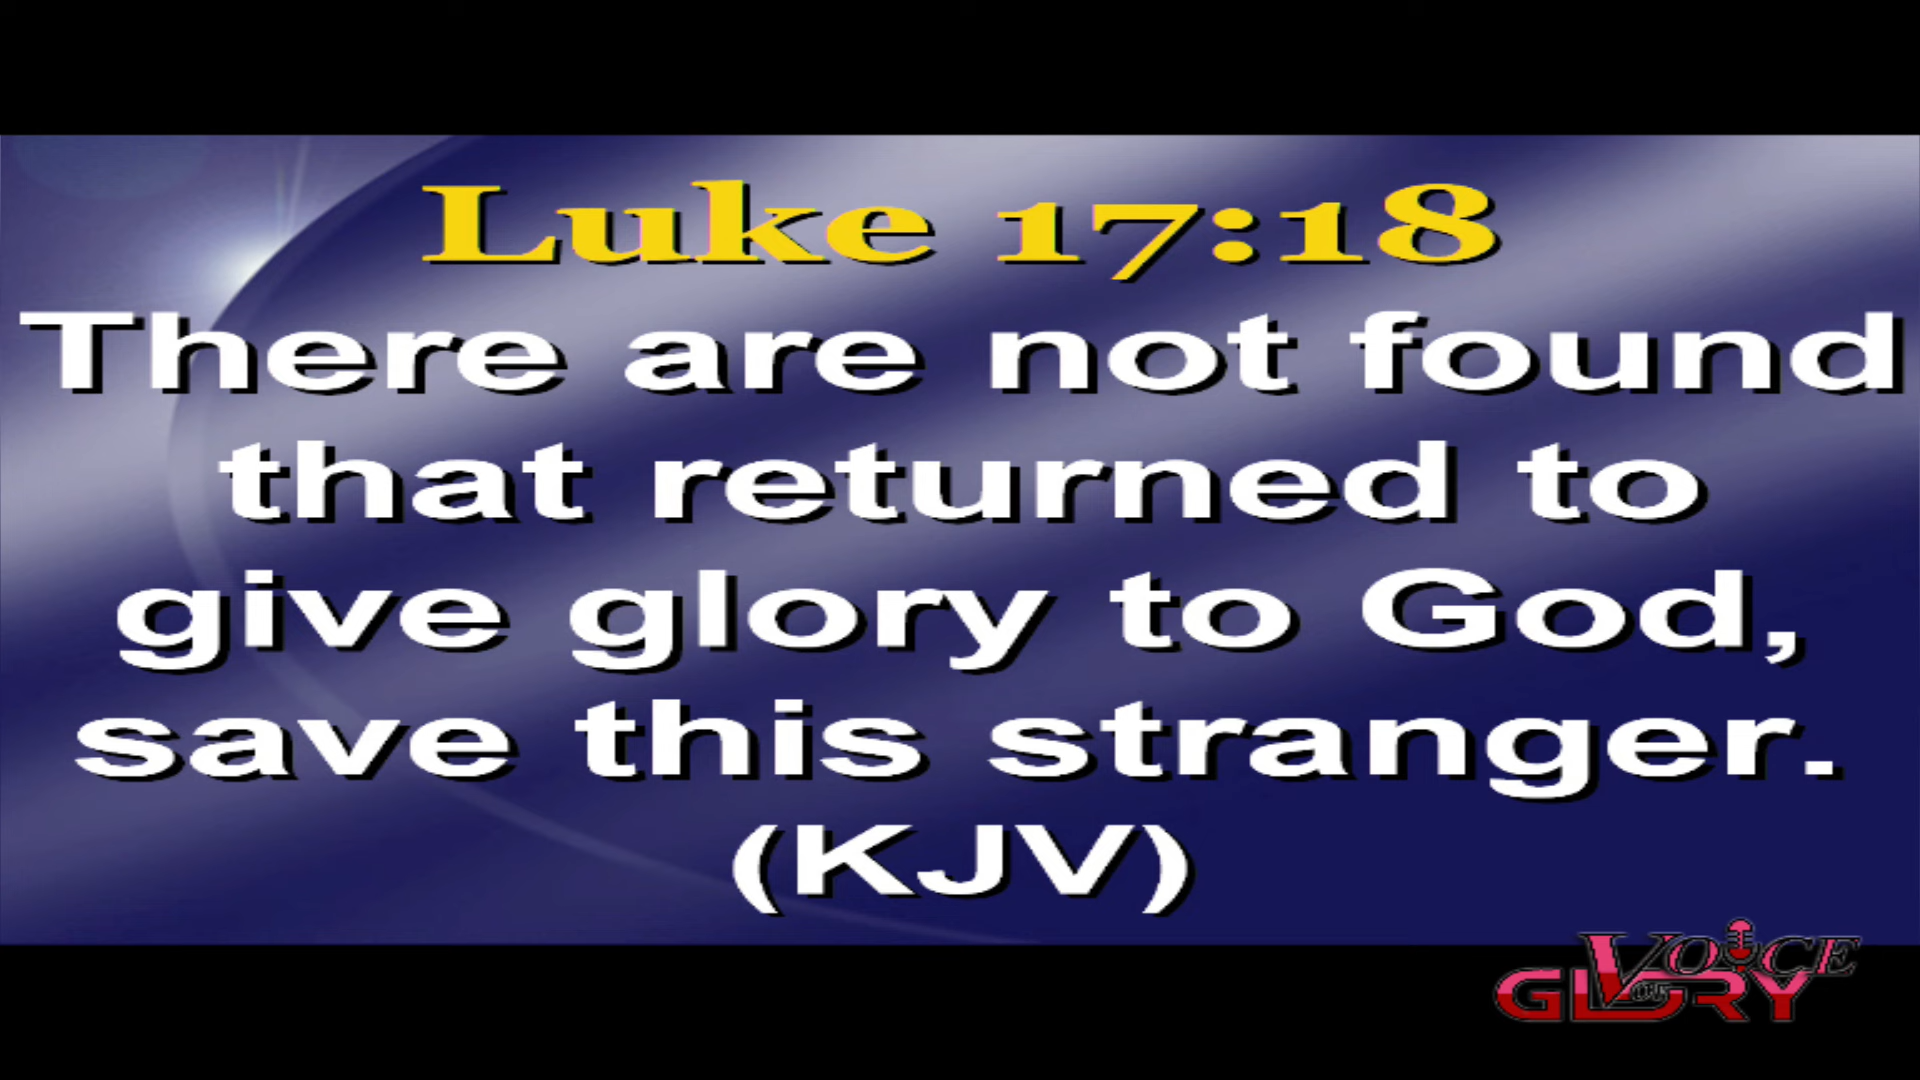 Luke 17:18
There are not found
that returned to
give glory to God,
save this stranger.
(KJV)
VOICE
OF
GLORY